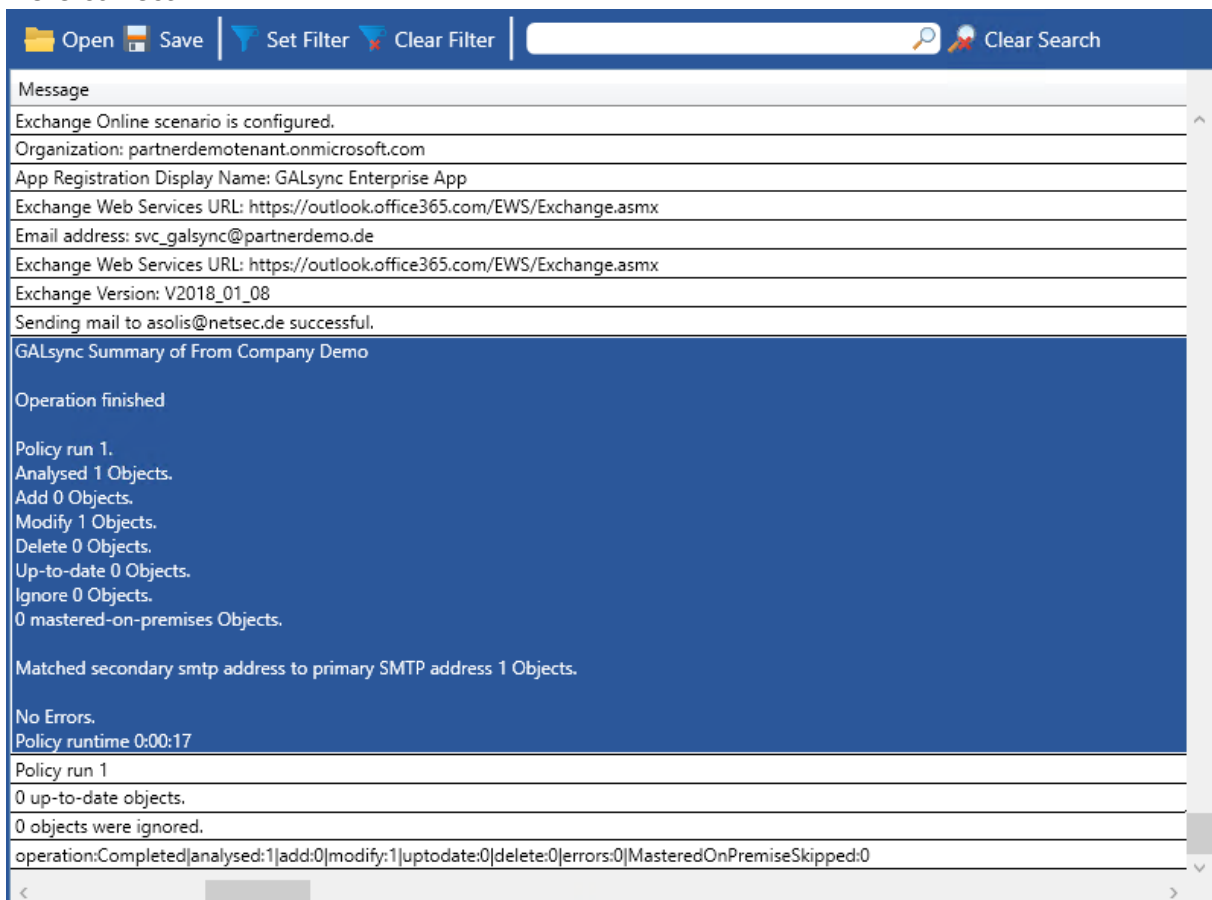 Open Save Set Filter Clear Filter Clear Search
Message
Exchange Online scenario is configured.
Organization: partnerdemotenant.onmicrosoft.com
App Registration Display Name: GALsync Enterprise App
Exchange Web Services URL: https://outlook.office365.com/EWS/Exchange.asmx
Email address: svc_galsync@partnerdemo.de
Exchange Web Services URL: https://outlook.office365.com/EWS/Exchange.asmx
Exchange Version: V2018_01_08
Sending mail to asolis@netsec.de successful.
GALsync Summary of From Company Demo
Operation finished
Policy run 1.
Analysed 1 Objects.
Add 0 Objects.
Modify 1 Objects.
Delete 0 Objects.
Up-to-date 0 Objects.
Ignore 0 Objects.
0 mastered-on-premises Objects.
Matched secondary smtp address to primary SMTP address 1 Objects.
No Errors.
Policy runtime 0:00:17
Policy run 1
0 up-to-date objects.
0 objects were ignored.
operation:Completed|analysed:1|add:0|modify:1|uptodate:0|delete:0|errors:0|MasteredOnPremiseSkipped:0